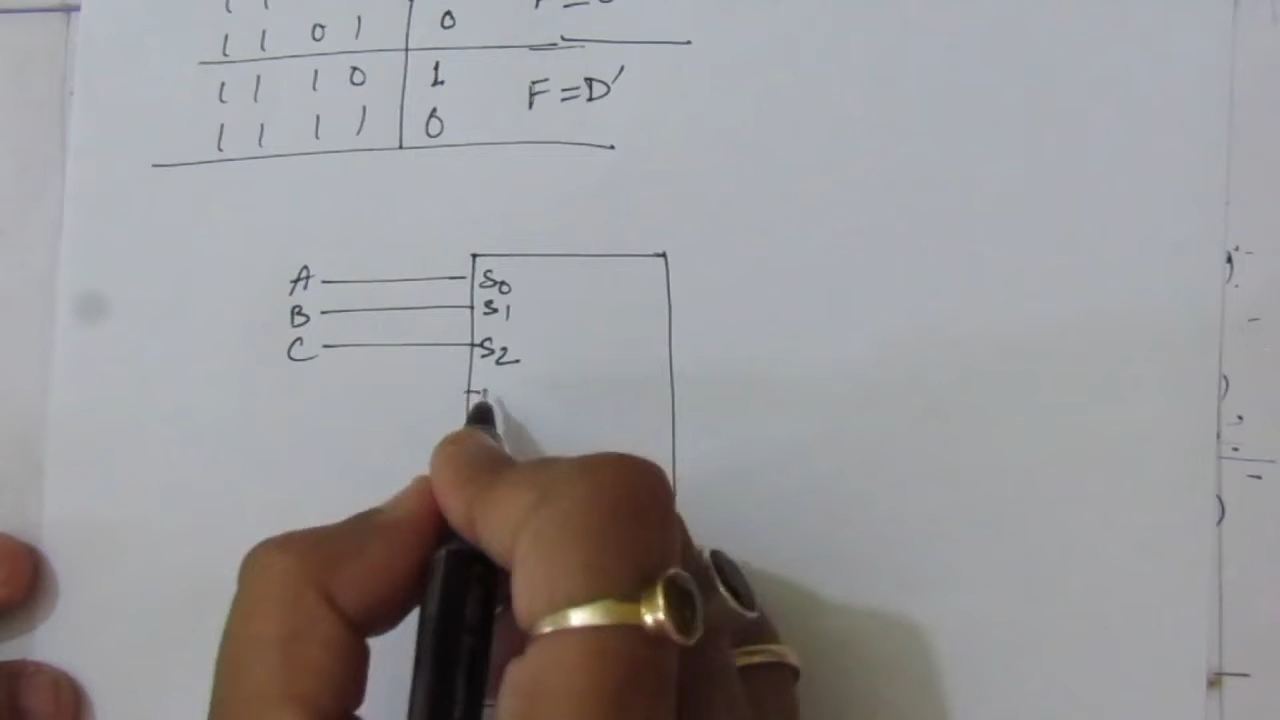 1 1 0 1 0
1 1 1 0 1 F = D'
1 1 1 1 0
A S0
B S1
C S2